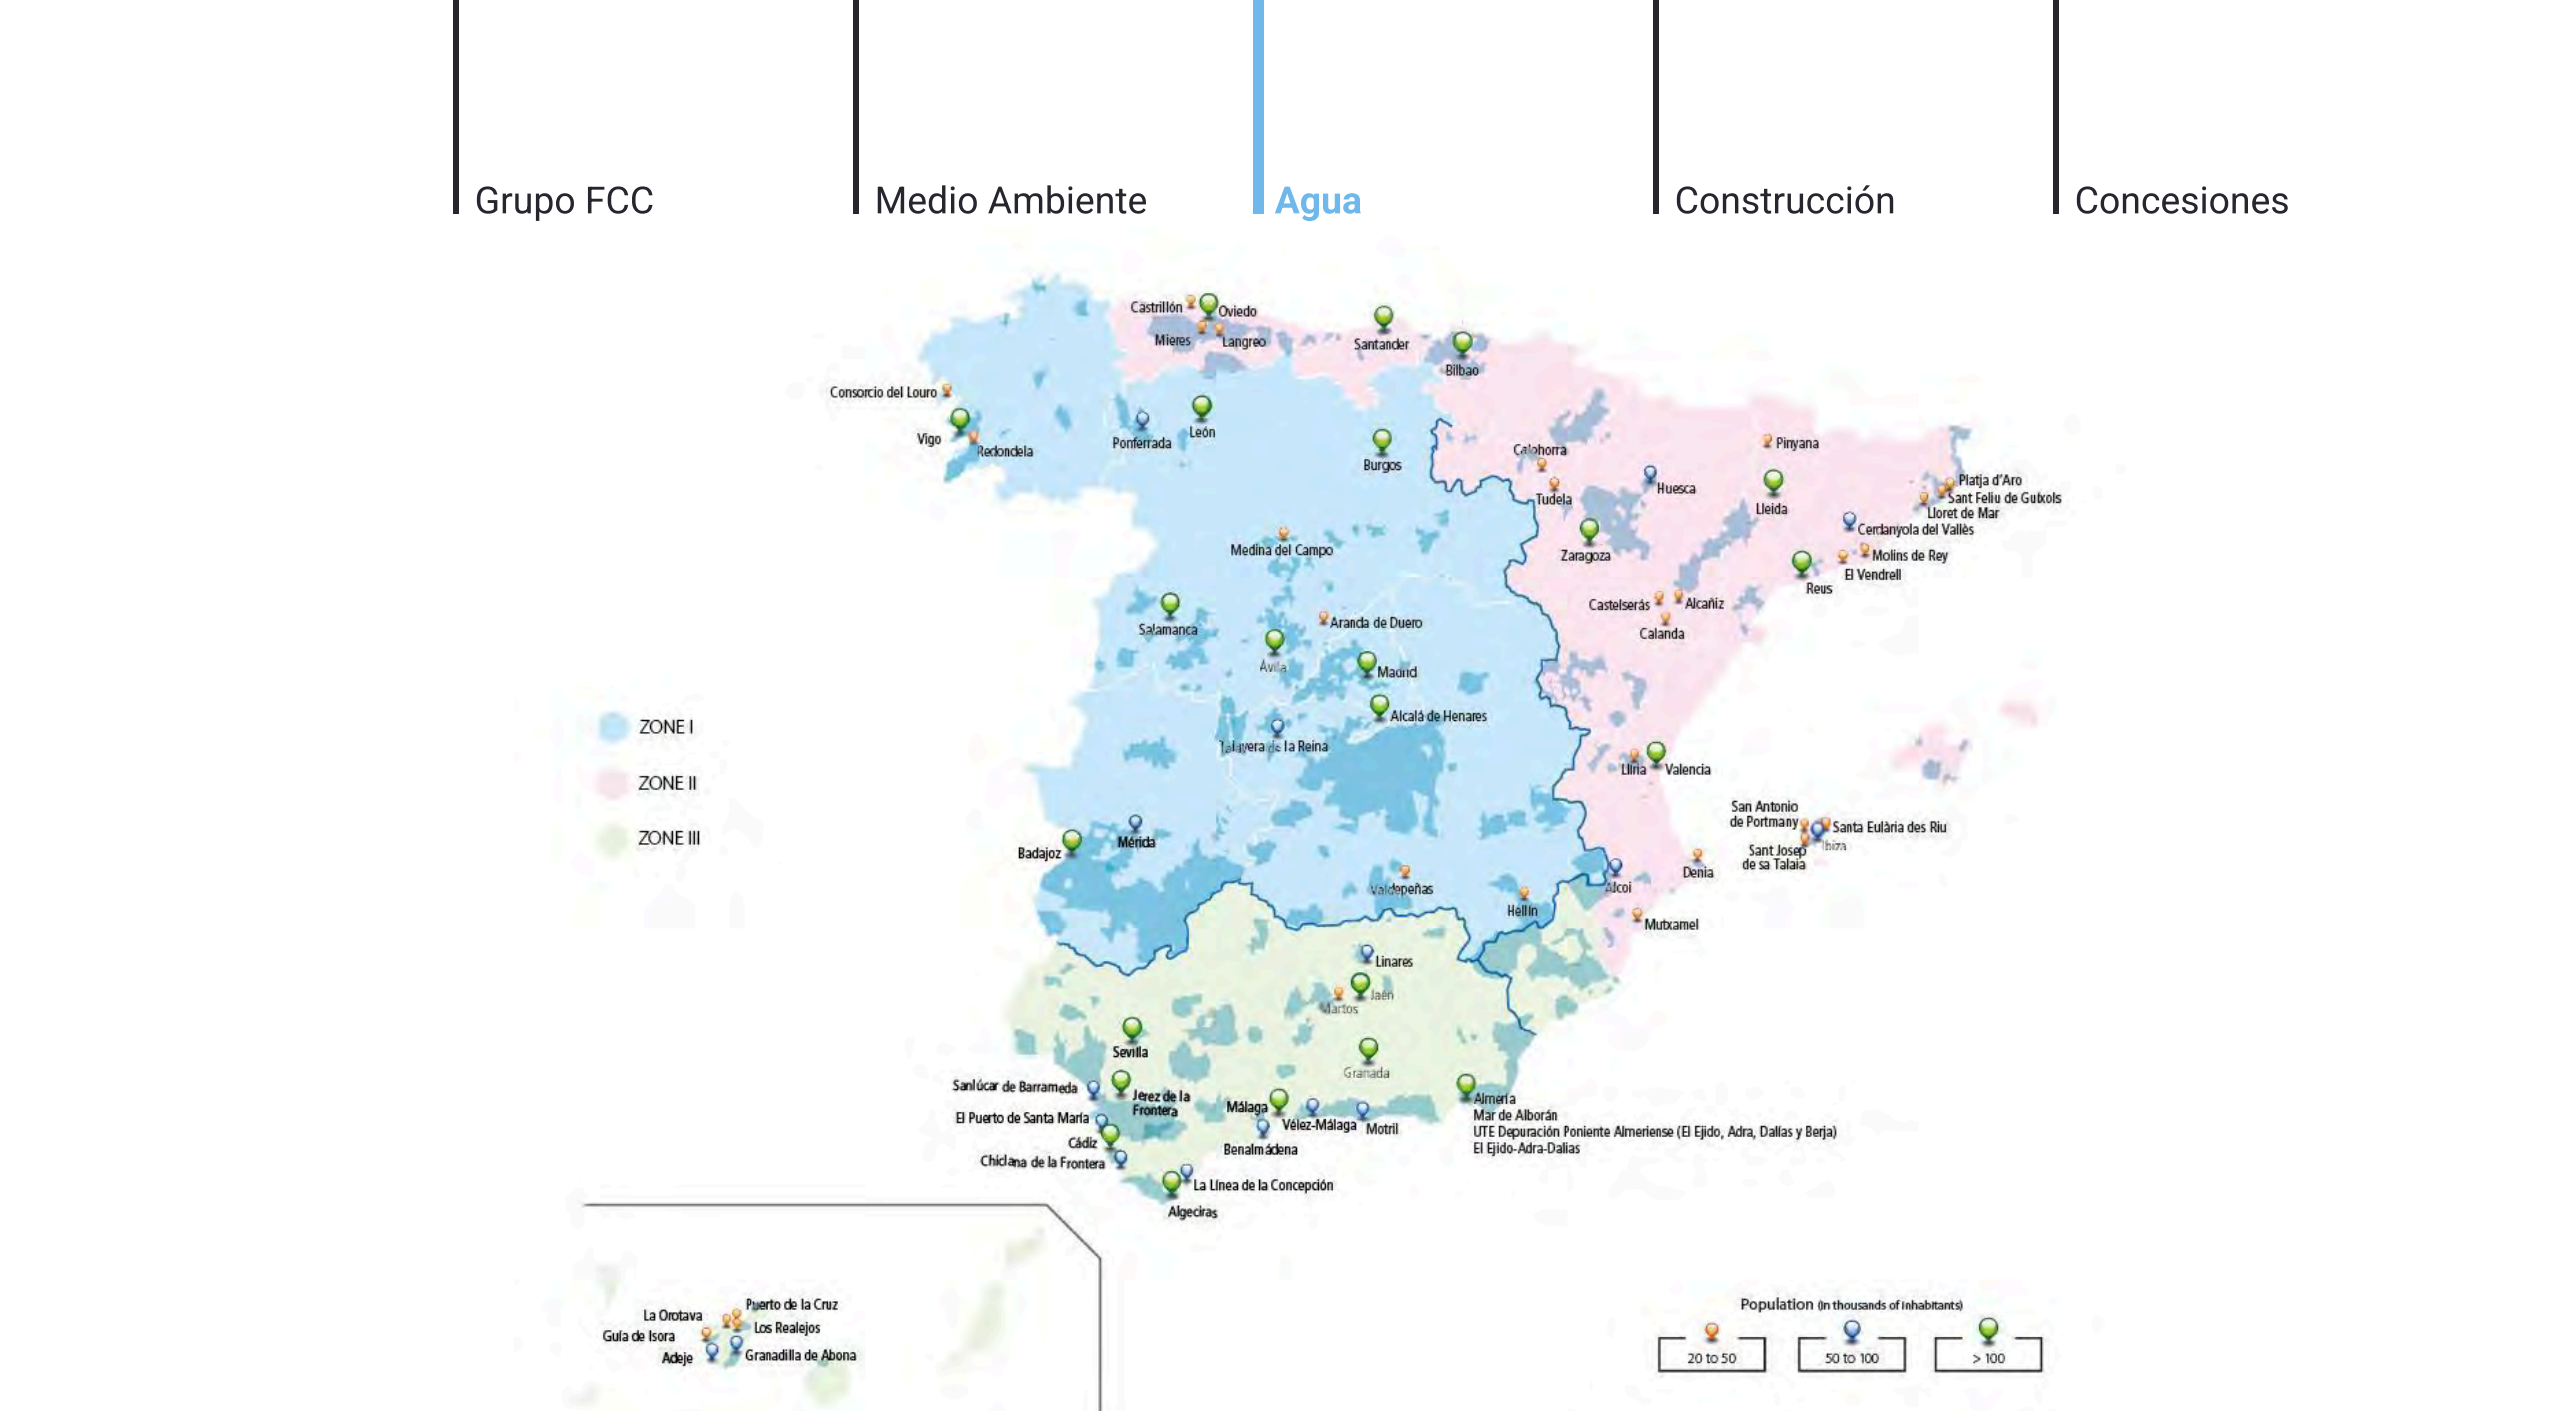 Grupo FCC
Medio Ambiente
Agua
Construcción
Concesiones
Castrillón
Oviedo
Mieres
Langreo
Santander
Bilbao
Consorcio del Louro
Vigo
Redondela
Ponferrada
León
Burgos
Calahorra
Tudela
Huesca
Pinyana
Lleida
Zaragoza
Platja d'Aro
Sant Feliu de Guíxols
Lloret de Mar
Cerdanyola del Vallès
Molins de Rey
El Vendrell
Reus
Medina del Campo
Castelserás
Alcañiz
Calanda
Salamanca
Aranda de Duero
Ávila
Madrid
Alcalá de Henares
Talavera de la Reina
ZONE I
ZONE II
ZONE III
Llíria
Valencia
San Antonio
de Portmany
Santa Eulària des Riu
Ibiza
Sant Josep
de sa Talaia
Badajoz
Mérida
Valdepeñas
Hellín
Alcoi
Denia
Mutxamel
Linares
Jaén
Martos
Sevilla
Granada
Sanlúcar de Barrameda
Jerez de la
Frontera
El Puerto de Santa María
Cádiz
Chiclana de la Frontera
Málaga
Vélez-Málaga
Motril
Benalmádena
Almería
Mar de Alborán
UTE Depuración Poniente Almeriense (El Ejido, Adra, Dalías y Berja)
El Ejido-Adra-Dalias
La Línea de la Concepción
Algeciras
La Orotava
Puerto de la Cruz
Los Realejos
Guía de Isora
Adeje
Granadilla de Abona
Population (in thousands of inhabitants)
20 to 50
50 to 100
> 100